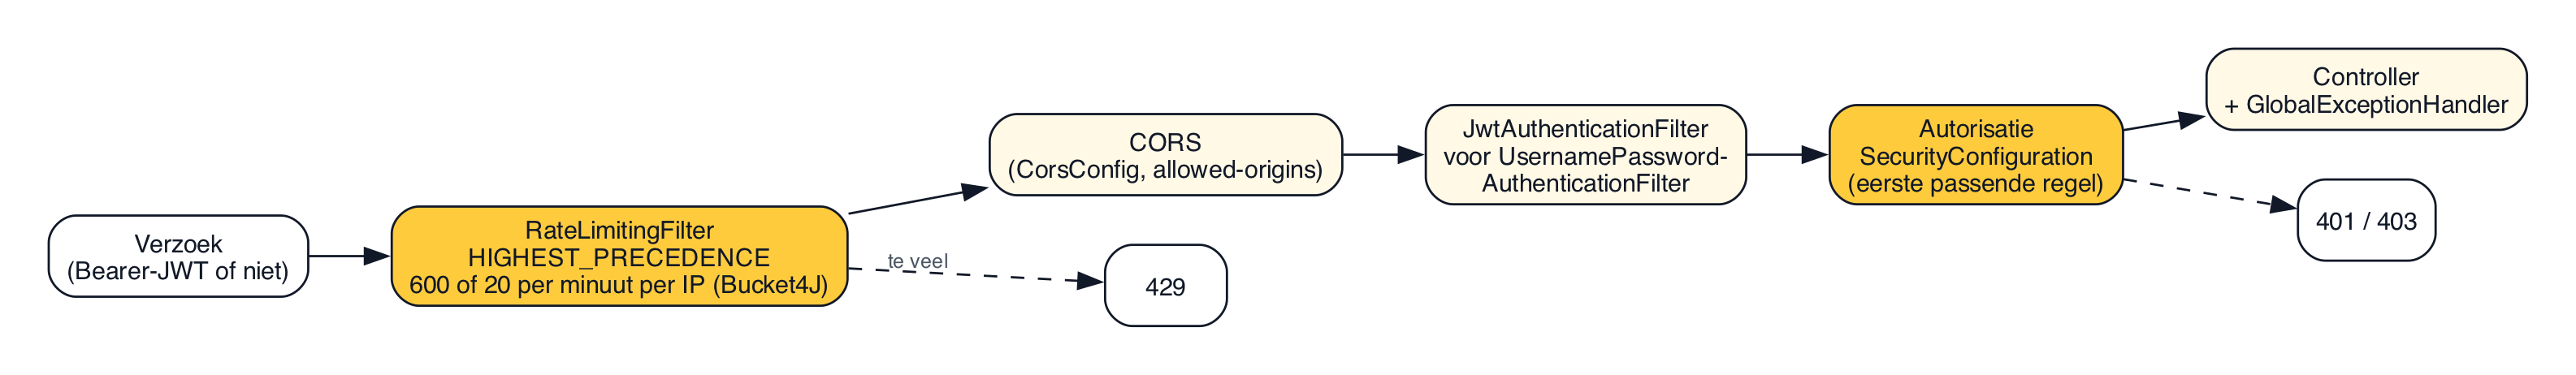 Verzoek
(Bearer-JWT of niet)
RateLimitingFilter
HIGHEST_PRECEDENCE
600 of 20 per minuut per IP (Bucket4J)
te veel
429
CORS
(CorsConfig, allowed-origins)
JwtAuthenticationFilter
voor UsernamePassword-
AuthenticationFilter
Autorisatie
SecurityConfiguration
(eerste passende regel)
Controller
+ GlobalExceptionHandler
401 / 403